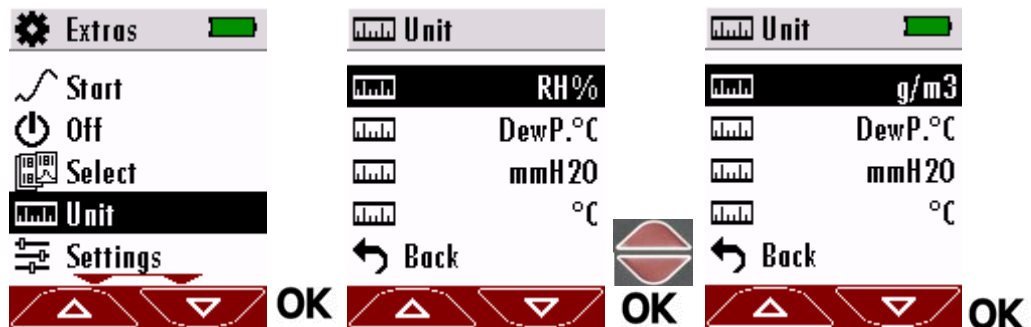 Extras
Start
Off
Select
Unit
Settings
OK
Unit
RH%
DewP.°C
mmH2O
°C
Back
OK
Unit
g/m3
DewP.°C
mmH2O
°C
Back
OK